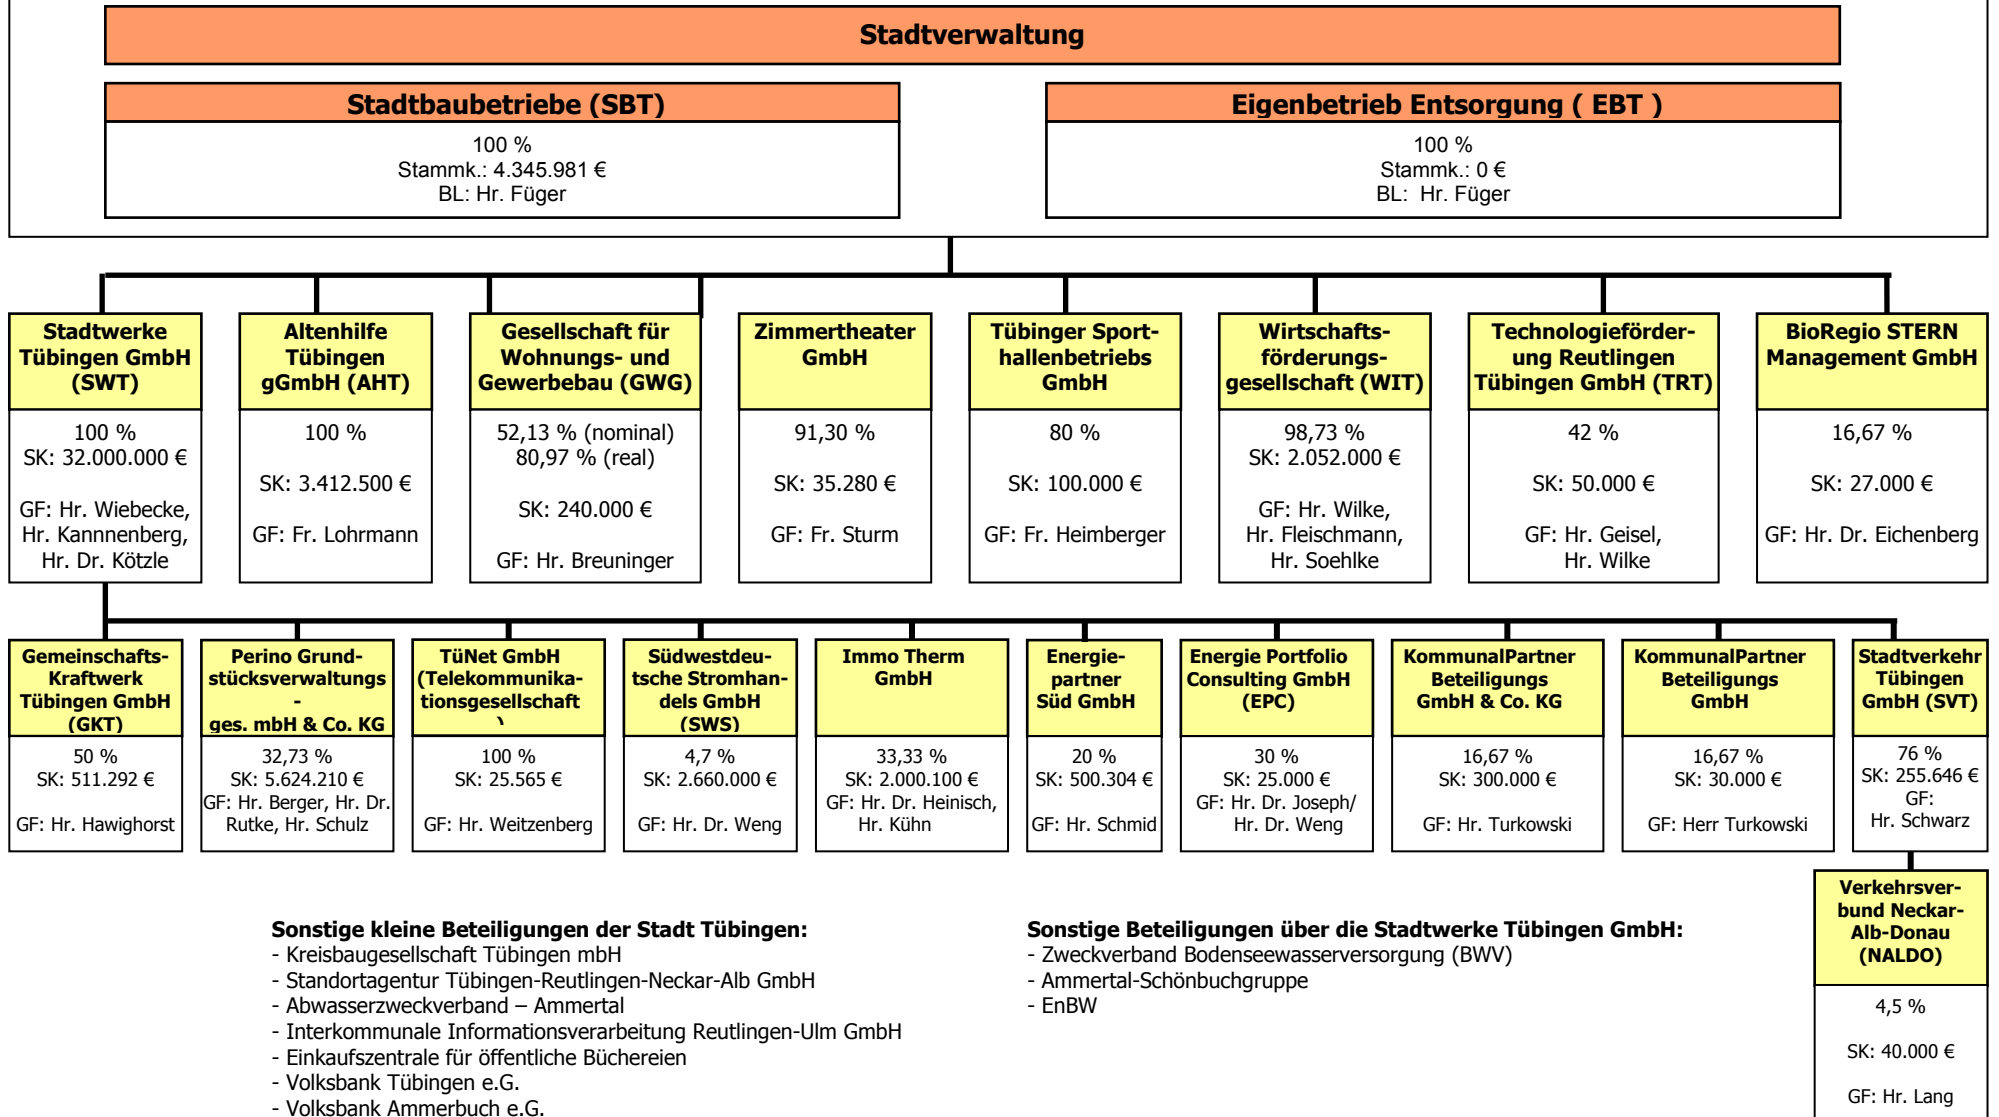 Stadtverwaltung
Stadtbaubetriebe (SBT)
100 %
Stammk.: 4.345.981 €
BL: Hr. Füger
Eigenbetrieb Entsorgung ( EBT )
100 %
Stammk.: 0 €
BL:  Hr. Füger
Stadtwerke
Tübingen GmbH
(SWT)
100 %
SK: 32.000.000 €
GF: Hr. Wiebecke,
Hr. Kannnenberg,
Hr. Dr. Kötzle
Altenhilfe
Tübingen
gGmbH (AHT)
100 %
SK: 3.412.500 €
GF: Fr. Lohrmann
Gesellschaft für
Wohnungs- und
Gewerbebau (GWG)
52,13 % (nominal)
80,97 % (real)
SK: 240.000 €
GF: Hr. Breuninger
Zimmertheater
GmbH
91,30 %
SK: 35.280 €
GF: Fr. Sturm
Tübinger Sport-
hallenbetriebs
GmbH
80 %
SK: 100.000 €
GF: Fr. Heimberger
Wirtschafts-
förderungs-
gesellschaft (WIT)
98,73 %
SK: 2.052.000 €
GF: Hr. Wilke,
Hr. Fleischmann,
Hr. Soehlke
Technologieförder-
ung Reutlingen
Tübingen GmbH (TRT)
42 %
SK: 50.000 €
GF: Hr. Geisel,
Hr. Wilke
BioRegio STERN
Management GmbH
16,67 %
SK: 27.000 €
GF: Hr. Dr. Eichenberg
Gemeinschafts-
Kraftwerk
Tübingen GmbH
(GKT)
50 %
SK: 511.292 €
GF: Hr. Hawighorst
Perino Grund-
stücksverwaltungs
-
ges. mbH & Co. KG
32,73 %
SK: 5.624.210 €
GF: Hr. Berger, Hr. Dr.
Rutke, Hr. Schulz
TüNet GmbH
(Telekommunika-
tionsgesellschaft
)
100 %
SK: 25.565 €
GF: Hr. Weitzenberg
Südwestdeu-
tsche Stromhan-
dels GmbH
(SWS)
4,7 %
SK: 2.660.000 €
GF: Hr. Dr. Weng
Immo Therm
GmbH
33,33 %
SK: 2.000.100 €
GF: Hr. Dr. Heinisch,
Hr. Kühn
Energie-
partner
Süd GmbH
20 %
SK: 500.304 €
GF: Hr. Schmid
Energie Portfolio
Consulting GmbH
(EPC)
30 %
SK: 25.000 €
GF: Hr. Dr. Joseph/
Hr. Dr. Weng
KommunalPartner
Beteiligungs
GmbH & Co. KG
16,67 %
SK: 300.000 €
GF: Hr. Turkowski
KommunalPartner
Beteiligungs
GmbH
16,67 %
SK: 30.000 €
GF: Herr Turkowski
Stadtverkehr
Tübingen
GmbH (SVT)
76 %
SK: 255.646 €
GF:
Hr. Schwarz
Verkehrsver-
bund Neckar-
Alb-Donau
(NALDO)
4,5 %
SK: 40.000 €
GF: Hr. Lang
Sonstige kleine Beteiligungen der Stadt Tübingen:
- Kreisbaugesellschaft Tübingen mbH
- Standortagentur Tübingen-Reutlingen-Neckar-Alb GmbH
- Abwasserzweckverband – Ammertal
- Interkommunale Informationsverarbeitung Reutlingen-Ulm GmbH
- Einkaufszentrale für öffentliche Büchereien
- Volksbank Tübingen e.G.
- Volksbank Ammerbuch e.G.
Sonstige Beteiligungen über die Stadtwerke Tübingen GmbH:
- Zweckverband Bodenseewasserversorgung (BWV)
- Ammertal-Schönbuchgruppe
- EnBW